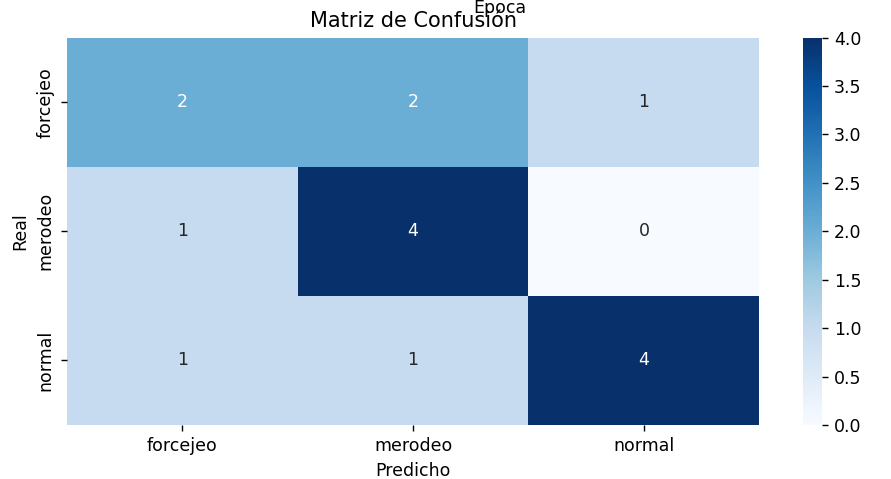 Época
Matriz de Confusión
forcejeo 2 2 1
merodeo 1 4 0
normal 1 1 4
Real
forcejeo merodeo normal
Predicho
4.0
3.5
3.0
2.5
2.0
1.5
1.0
0.5
0.0